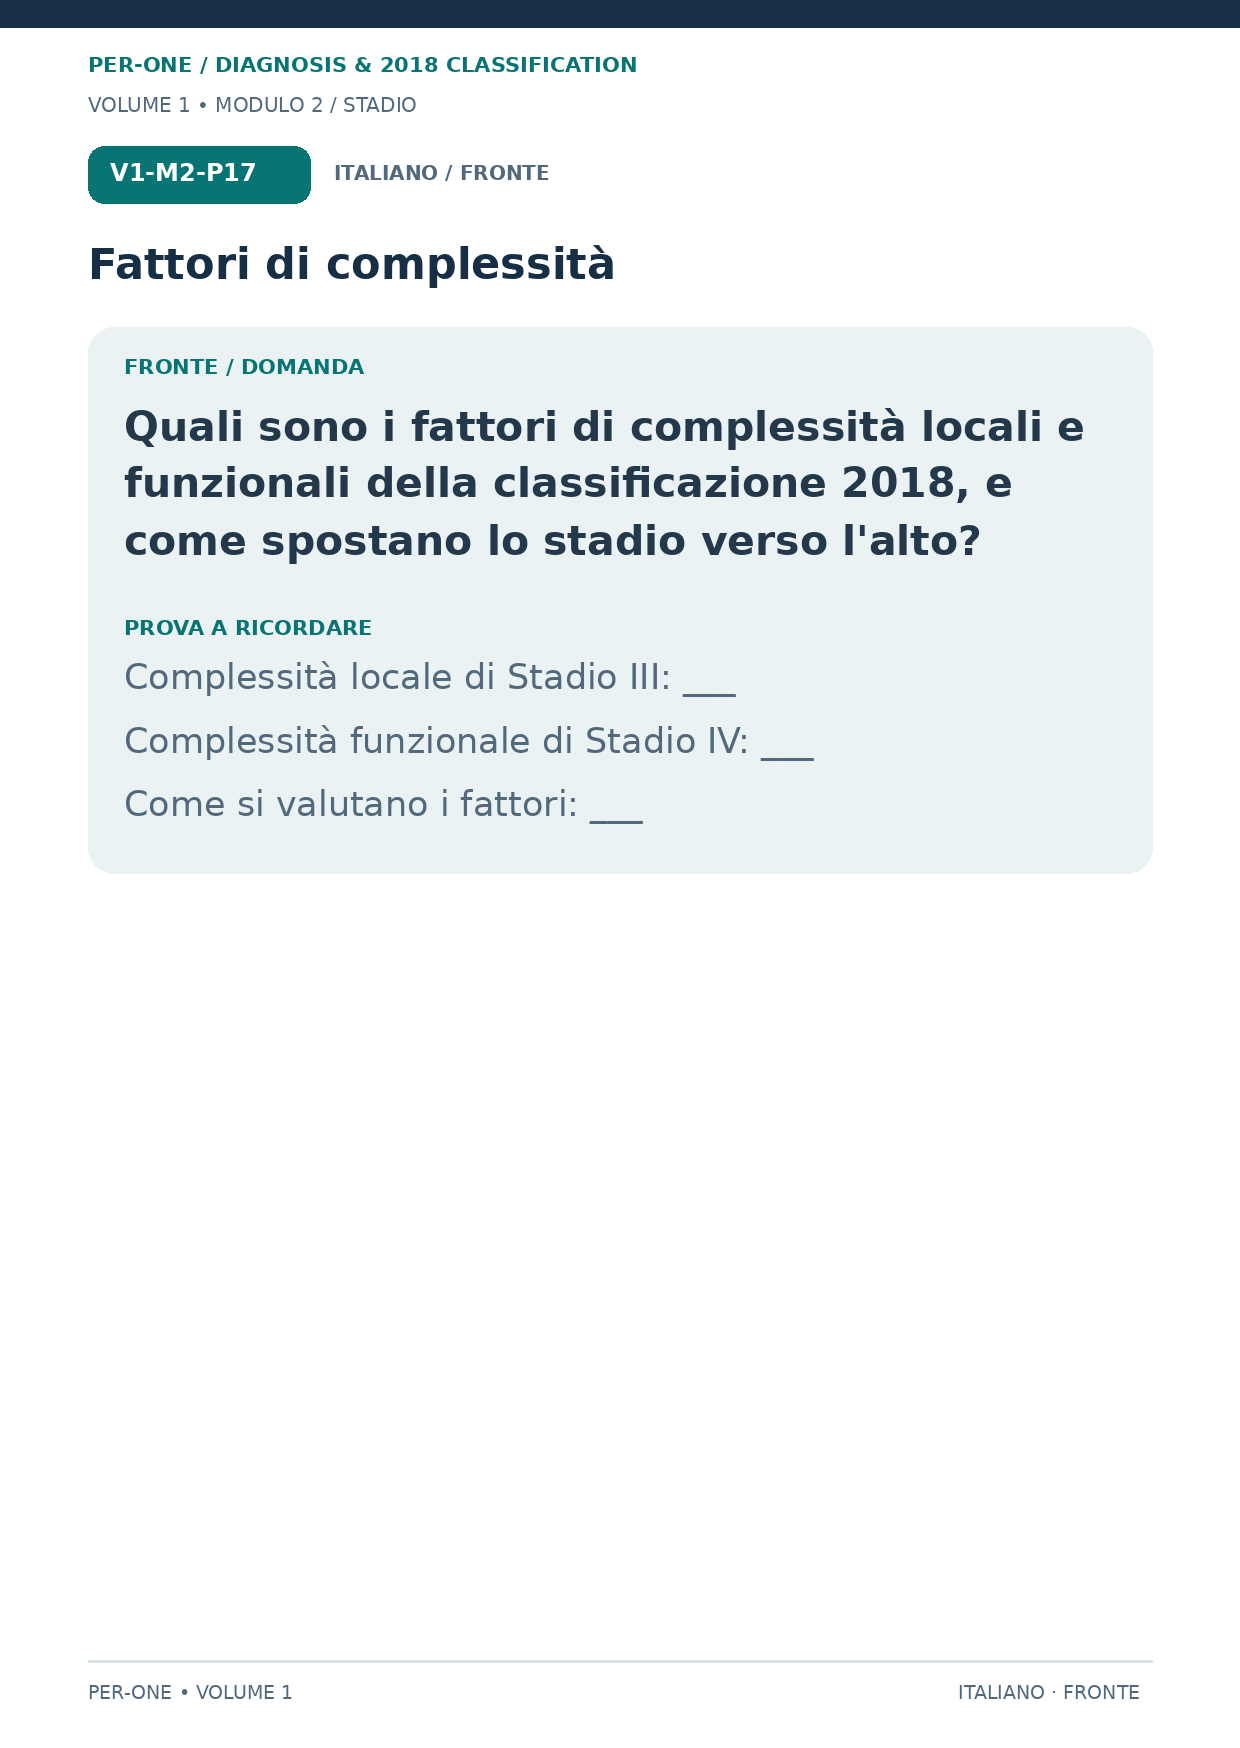 PER-ONE / DIAGNOSIS & 2018 CLASSIFICATION
VOLUME 1 • MODULO 2 / STADIO
V1-M2-P17
ITALIANO / FRONTE
Fattori di complessità
FRONTE / DOMANDA
Quali sono i fattori di complessità locali e
funzionali della classificazione 2018, e
come spostano lo stadio verso l'alto?
PROVA A RICORDARE
Complessità locale di Stadio III: ___
Complessità funzionale di Stadio IV: ___
Come si valutano i fattori: ___
PER-ONE • VOLUME 1
ITALIANO · FRONTE